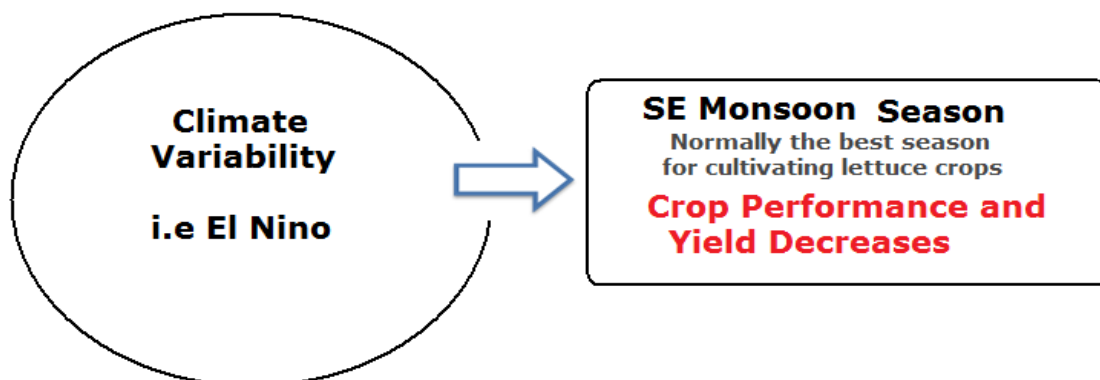 Climate
Variability
i.e El Nino
SE Monsoon Season
Normally the best season
for cultivating lettuce crops
Crop Performance and
Yield Decreases